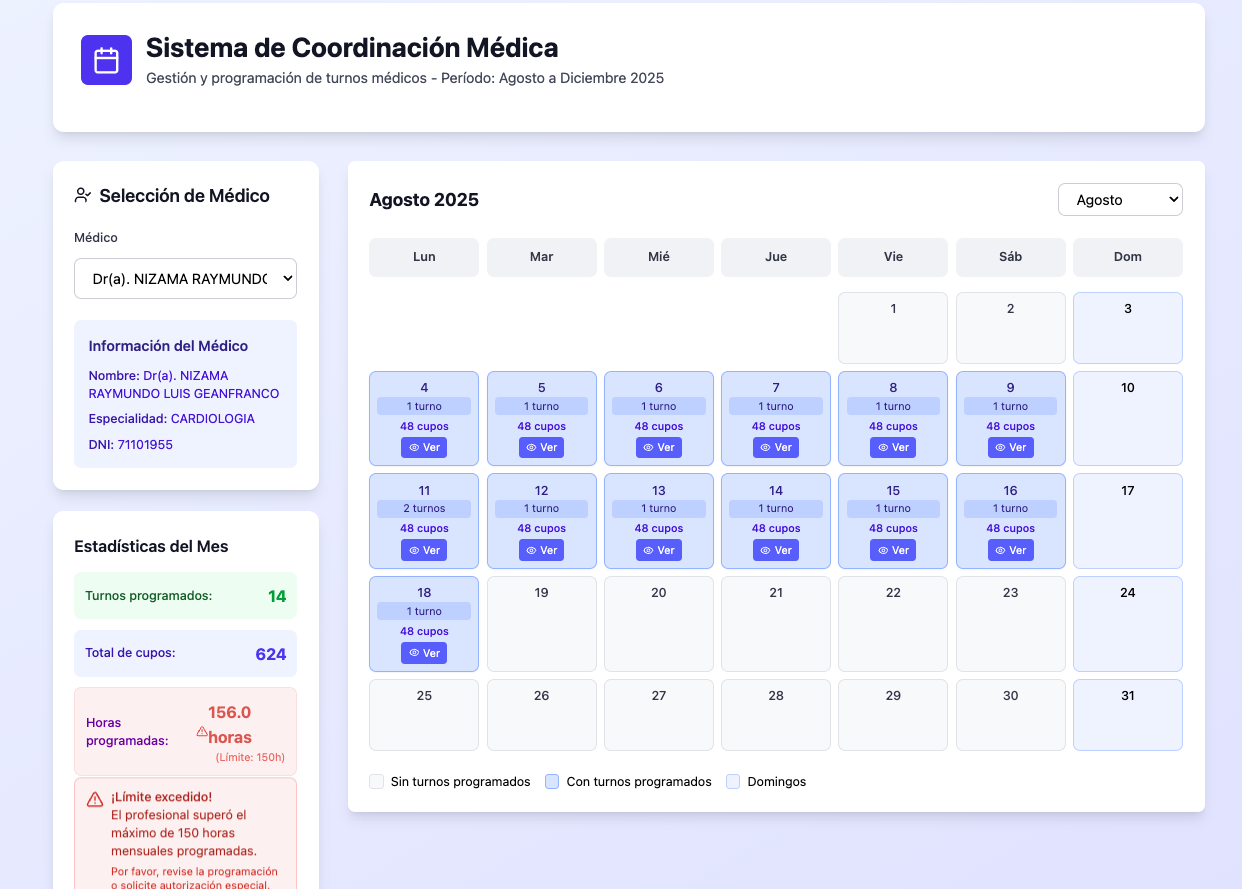 Sistema de Coordinación Médica
Gestión y programación de turnos médicos - Período: Agosto a Diciembre 2025
Selección de Médico
Médico
Dr(a). NIZAMA RAYMUNDO
Información del Médico
Nombre: Dr(a). NIZAMA
RAYMUNDO LUIS GEANFRANCO
Especialidad: CARDIOLOGIA
DNI: 71101955
Estadísticas del Mes
Turnos programados: 14
Total de cupos: 624
Horas programadas: 156.0 horas
(Límite: 150h)
¡Límite excedido!
El profesional superó el
máximo de 150 horas
mensuales programadas.
Por favor, revise la programación
o solicite autorización especial.
Agosto 2025
Agosto
Lun Mar Mié Jue Vie Sáb Dom
1 2 3
4 5 6 7 8 9 10
1 turno 1 turno 1 turno 1 turno 1 turno 1 turno
48 cupos 48 cupos 48 cupos 48 cupos 48 cupos 48 cupos
Ver Ver Ver Ver Ver Ver
11 12 13 14 15 16 17
2 turnos 1 turno 1 turno 1 turno 1 turno 1 turno
48 cupos 48 cupos 48 cupos 48 cupos 48 cupos 48 cupos
Ver Ver Ver Ver Ver Ver
18 19 20 21 22 23 24
1 turno
48 cupos
Ver
25 26 27 28 29 30 31
Sin turnos programados Con turnos programados Domingos